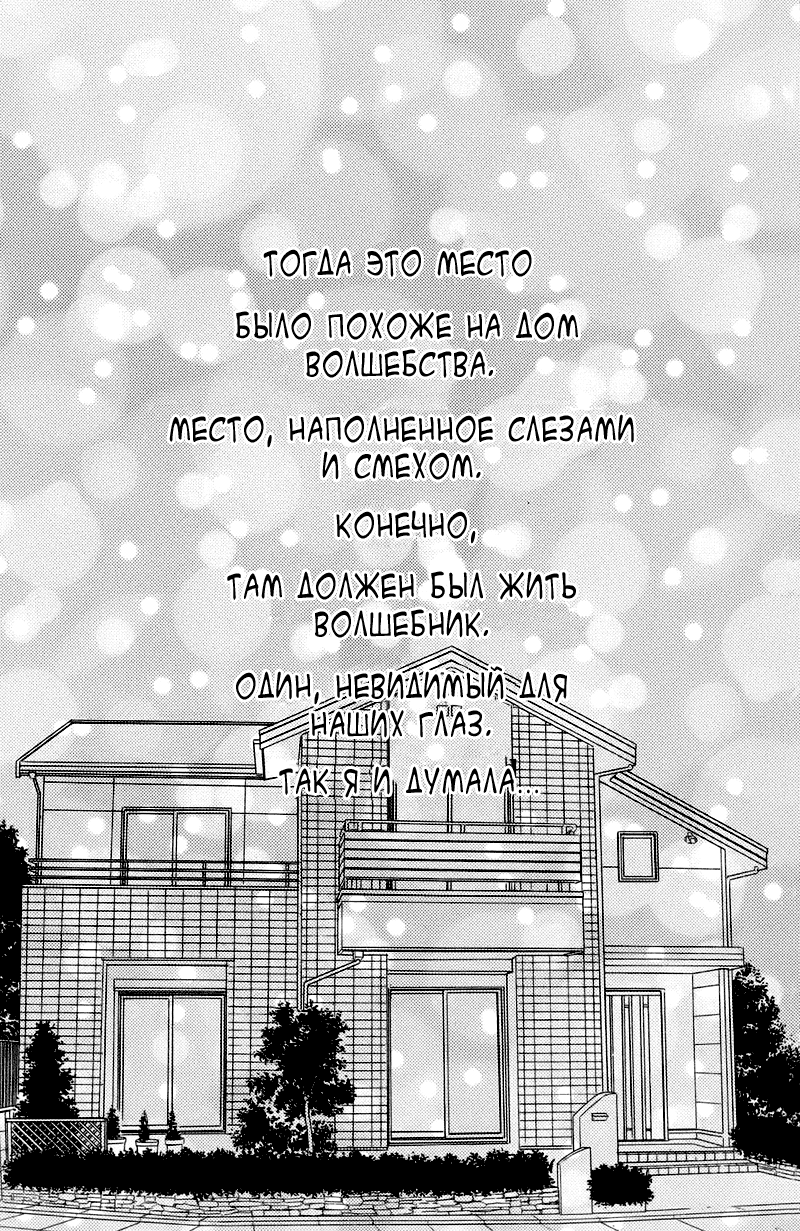 ТОГДА ЭТО МЕСТО
БЫЛО ПОХОЖЕ НА ДОМ
ВОЛШЕБСТВА.
МЕСТО, НАПОЛНЕННОЕ СЛЕЗАМИ
И СМЕХОМ.
КОНЕЧНО,
ТАМ ДОЛЖЕН БЫЛ ЖИТЬ
ВОЛШЕБНИК.
ОДИН, НЕВИДИМЫЙ ДЛЯ
НАШИХ ГЛАЗ.
ТАК Я И ДУМАЛА...